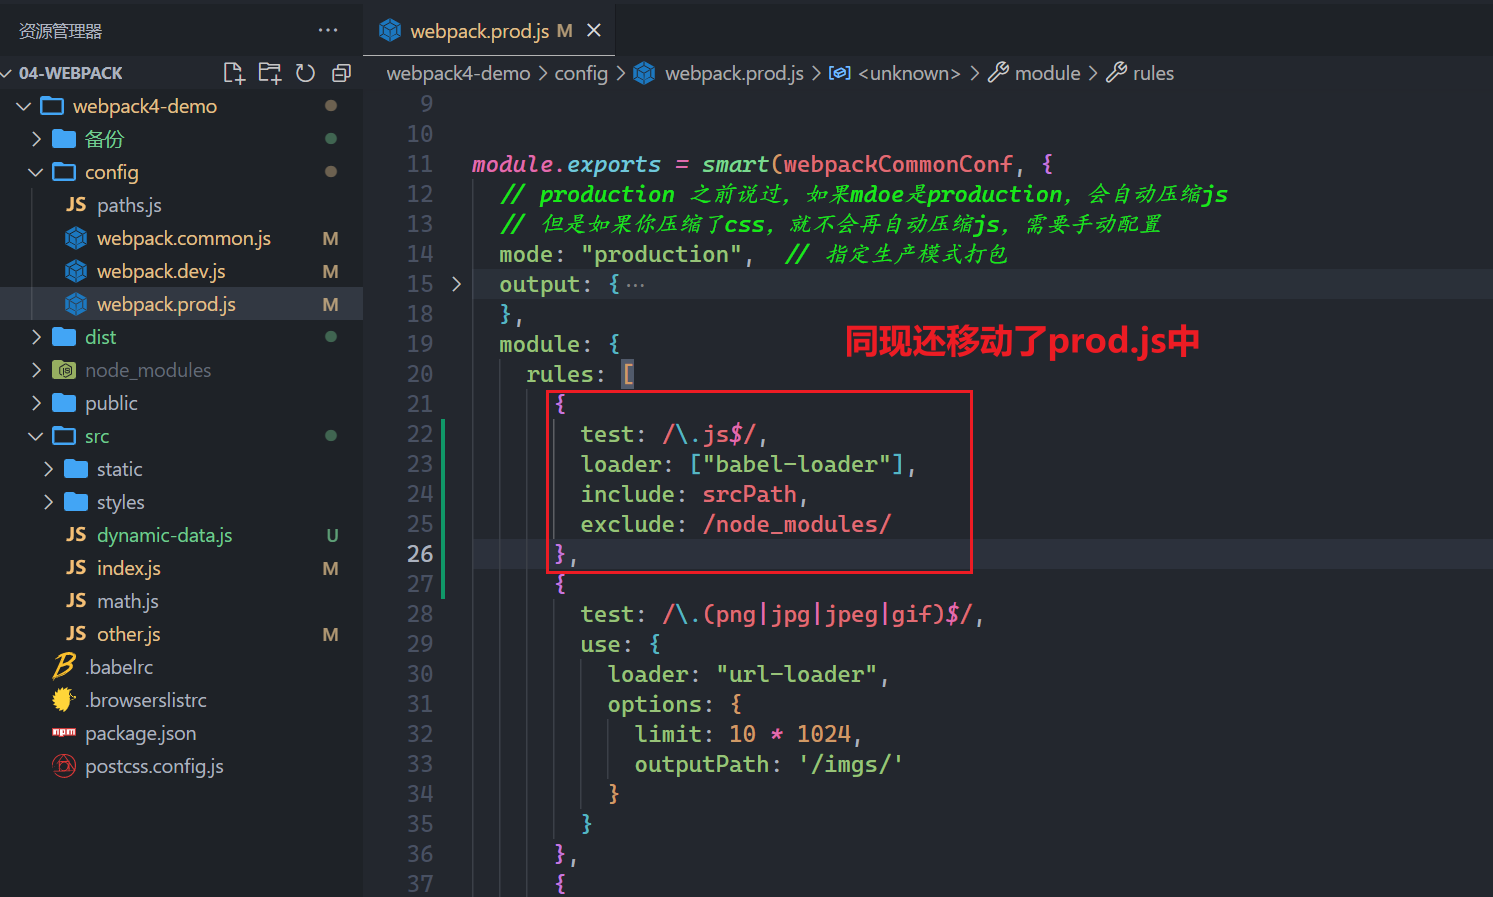 资源管理器
webpack.prod.js M
04-WEBPACK
webpack4-demo > config > webpack.prod.js > <unknown> > module > rules
webpack4-demo
备份
config
paths.js
webpack.common.js M
webpack.dev.js M
webpack.prod.js M
dist
node_modules
public
src
static
styles
dynamic-data.js U
index.js M
math.js
other.js M
.babelrc
.browserslistrc
package.json
postcss.config.js
9
10
11 module.exports = smart(webpackCommonConf, {
12 // production 之前说过，如果mdoe是production，会自动压缩js
13 // 但是如果你压缩了css，就不会再自动压缩js，需要手动配置
14 mode: "production", // 指定生产模式打包
15 output: { ···
18 },
19 module: {
20 rules: [
21 {
22 test: /\.js$/,
23 loader: ["babel-loader"],
24 include: srcPath,
25 exclude: /node_modules/
26 },
27 {
28 test: /\.(png|jpg|jpeg|gif)$/,
29 use: {
30 loader: "url-loader",
31 options: {
32 limit: 10 * 1024,
33 outputPath: '/imgs/'
34 }
35 }
36 },
37 {
同现还移动了prod.js中